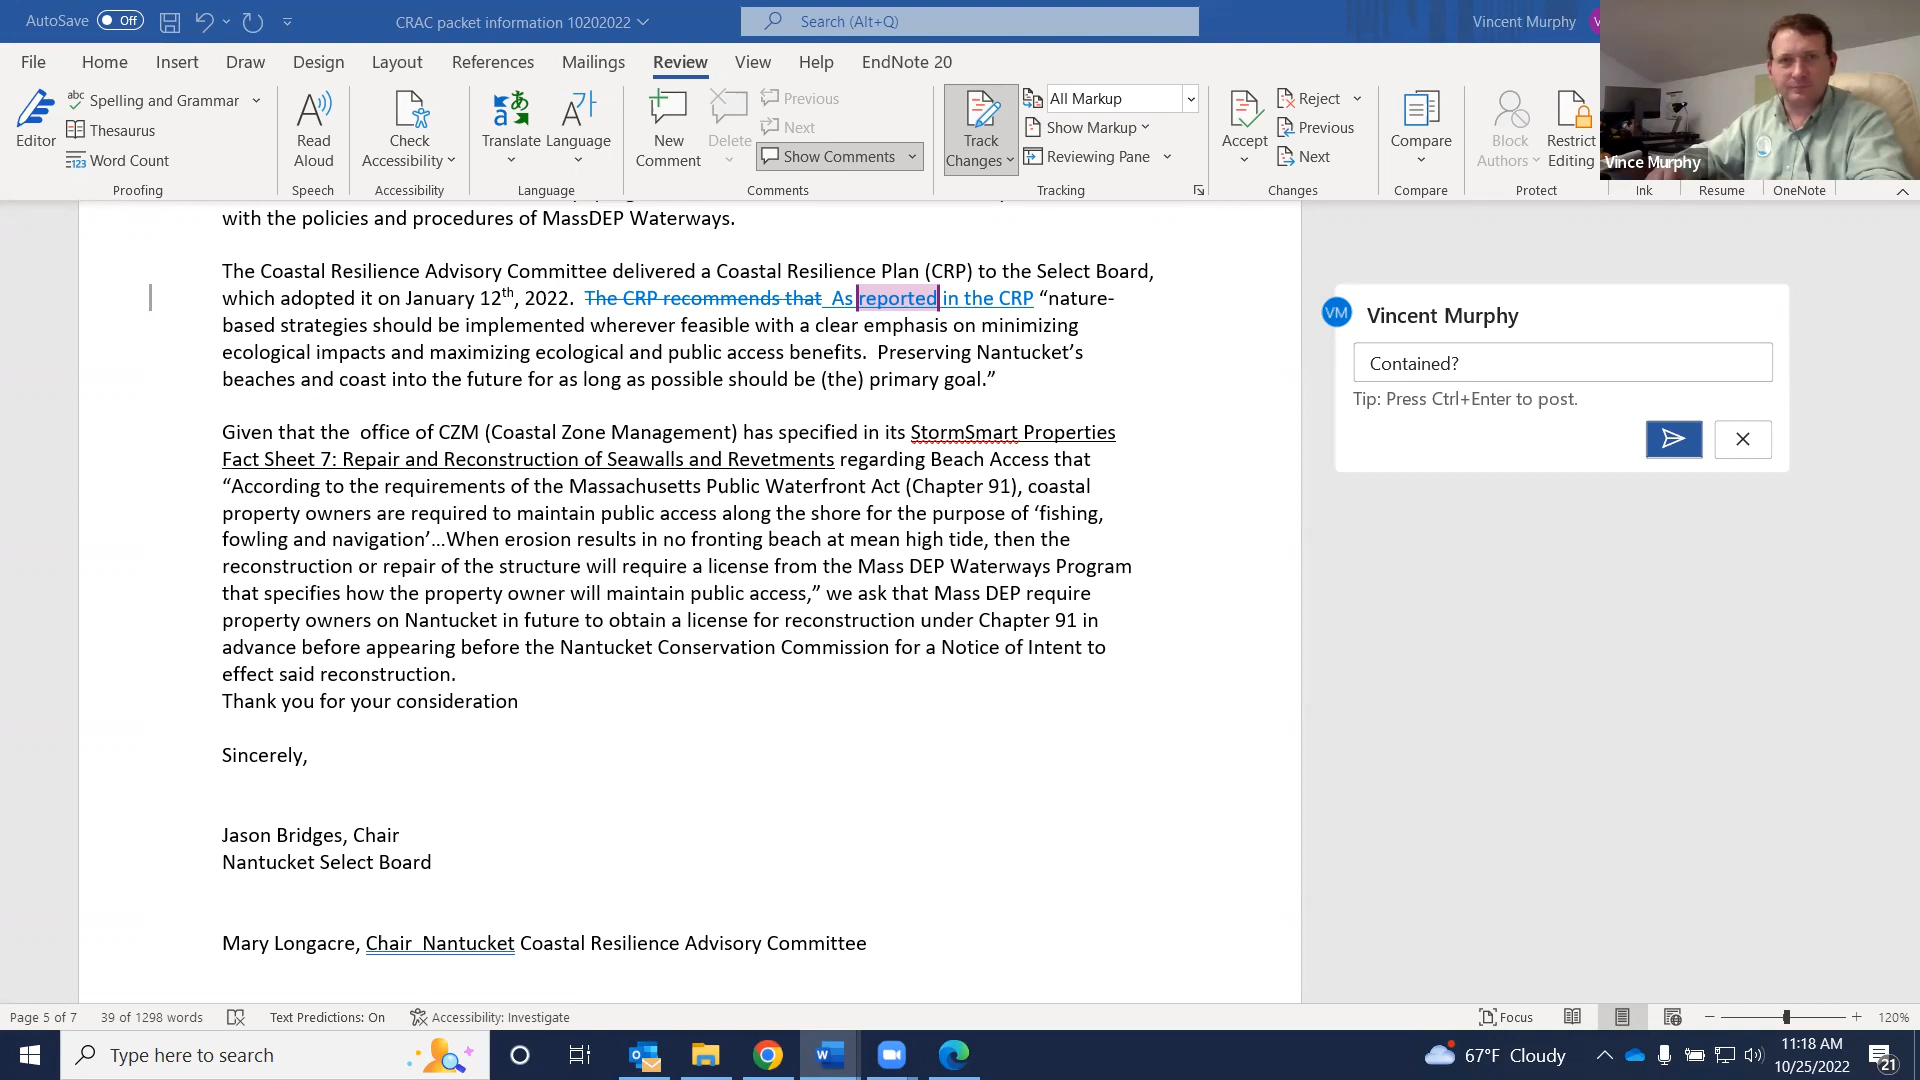 AutoSave Off CRAC packet information 10202022 Search (Alt+Q) Vincent Murphy
File Home Insert Draw Design Layout References Mailings Review View Help EndNote 20
Editor
abc Spelling and Grammar
Thesaurus
123 Word Count
Proofing
Read Aloud
Speech
Check Accessibility
Accessibility
Translate
Language
Language
New Comment
Delete
Previous
Next
Show Comments
Comments
Track Changes
All Markup
Show Markup
Reviewing Pane
Tracking
Accept
Reject
Previous
Next
Changes
Compare
Compare
Block Authors
Restrict Editing
Protect
Ink
Resume
OneNote
Vince Murphy
with the policies and procedures of MassDEP Waterways.
The Coastal Resilience Advisory Committee delivered a Coastal Resilience Plan (CRP) to the Select Board,
which adopted it on January 12th, 2022. The CRP recommends that As reported in the CRP “nature-
based strategies should be implemented wherever feasible with a clear emphasis on minimizing
ecological impacts and maximizing ecological and public access benefits. Preserving Nantucket’s
beaches and coast into the future for as long as possible should be (the) primary goal.”
Given that the office of CZM (Coastal Zone Management) has specified in its StormSmart Properties
Fact Sheet 7: Repair and Reconstruction of Seawalls and Revetments regarding Beach Access that
“According to the requirements of the Massachusetts Public Waterfront Act (Chapter 91), coastal
property owners are required to maintain public access along the shore for the purpose of ‘fishing,
fowling and navigation’…When erosion results in no fronting beach at mean high tide, then the
reconstruction or repair of the structure will require a license from the Mass DEP Waterways Program
that specifies how the property owner will maintain public access,” we ask that Mass DEP require
property owners on Nantucket in future to obtain a license for reconstruction under Chapter 91 in
advance before appearing before the Nantucket Conservation Commission for a Notice of Intent to
effect said reconstruction.
Thank you for your consideration
Sincerely,
Jason Bridges, Chair
Nantucket Select Board
Mary Longacre, Chair Nantucket Coastal Resilience Advisory Committee
VM Vincent Murphy
Contained?
Tip: Press Ctrl+Enter to post.
Page 5 of 7 39 of 1298 words Text Predictions: On Accessibility: Investigate Focus 120%
Type here to search 67°F Cloudy 11:18 AM
10/25/2022 21